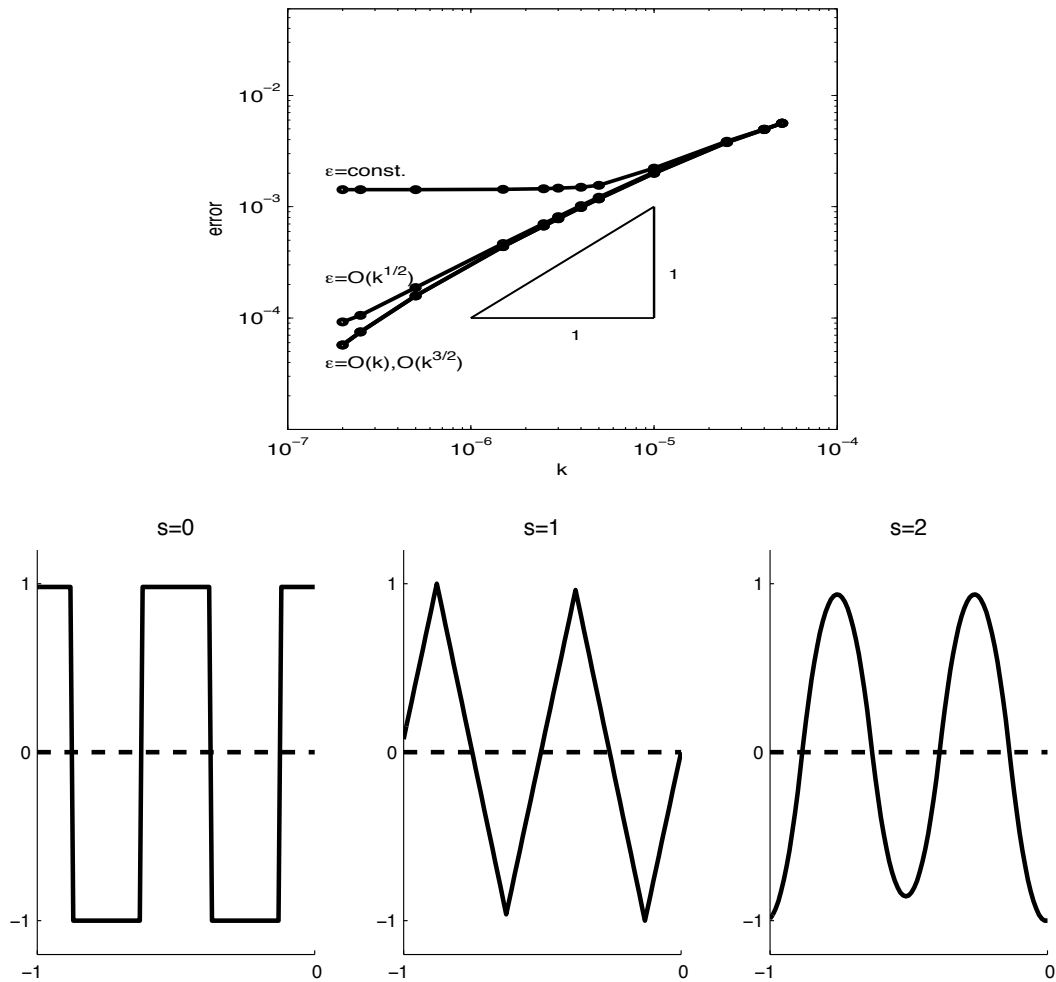 10⁻²
ε=const.
10⁻³
error
1
ε=O(k^{1/2})
10⁻⁴
1
ε=O(k),O(k^{3/2})
10⁻⁷ 10⁻⁶ 10⁻⁵ 10⁻⁴
k
s=0 s=1 s=2
1 1 1
0 0 0
−1 −1 −1
−1 0 −1 0 −1 0